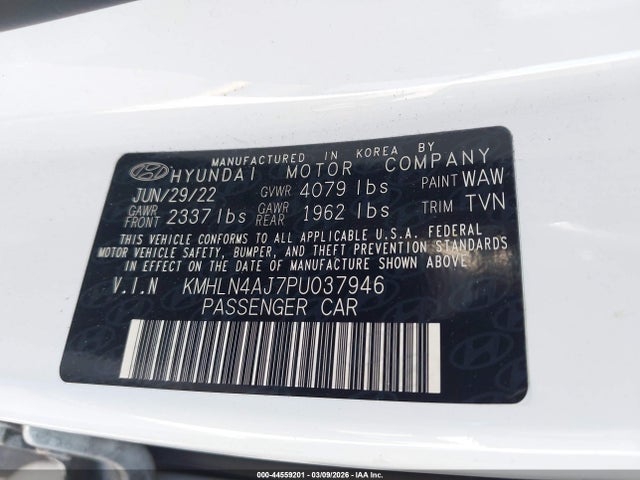 MANUFACTURED IN KOREA BY
HYUNDAI MOTOR COMPANY
JUN/29/22 GVWR 4079 lbs PAINT WAW
GAWR FRONT 2337 lbs GAWR REAR 1962 lbs TRIM TVN
THIS VEHICLE CONFORMS TO ALL APPLICABLE U.S.A. FEDERAL
MOTOR VEHICLE SAFETY, BUMPER, AND THEFT PREVENTION STANDARDS
IN EFFECT ON THE DATE OF MANUFACTURE SHOWN ABOVE.
V.I.N KMHLN4AJ7PU037946
PASSENGER CAR
000-44559201 - 03/09/2026 - IAA Inc.